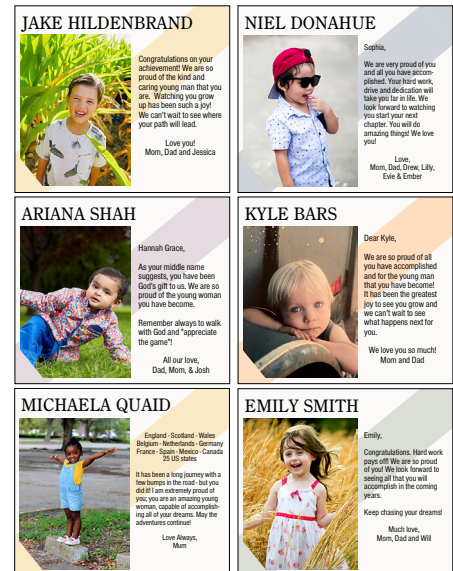 JAKE HILDENBRAND
Congratulations on your
achievement! We are so
proud of the kind and
caring young man that you
are. Watching you grow
up has been such a joy!
We can't wait to see where
your path will lead.
Love you!
Mom, Dad and Jessica
NIEL DONAHUE
Sophia,
We are very proud of you
and all you have accom-
plished. Your hard work,
drive and dedication will
take you far in life. We
look forward to watching
you start your next
chapter. You will do
amazing things! We love
you!
Love,
Mom, Dad, Drew, Lilly,
Evie & Ember
ARIANA SHAH
Hannah Grace,
As your middle name
suggests, you have been
God's gift to us. We are so
proud of the young woman
you have become.
Remember always to walk
with God and "appreciate
the game"!
All our love,
Dad, Mom, & Josh
KYLE BARS
Dear Kyle,
We are so proud of all
you have accomplished
and for the young man
that you have become!
It has been the greatest
joy to see you grow and
we can't wait to see
what happens next for
you.
We love you so much!
Mom and Dad
MICHAELA QUAID
England - Scotland - Wales
Belgium - Netherlands - Germany
France - Spain - Mexico - Canada
25 US states
It has been a long journey with a
few bumps in the road - but you
did it! I am extremely proud of
you; you are an amazing young
woman, capable of accomplish-
ing all of your dreams. May the
adventures continue!
Love Always,
Mum
EMILY SMITH
Emily,
Congratulations. Hard work
pays off! We are so proud
of you! We look forward to
seeing all that you will
accomplish in the coming
years.
Keep chasing your dreams!
Much love,
Mom, Dad and Will